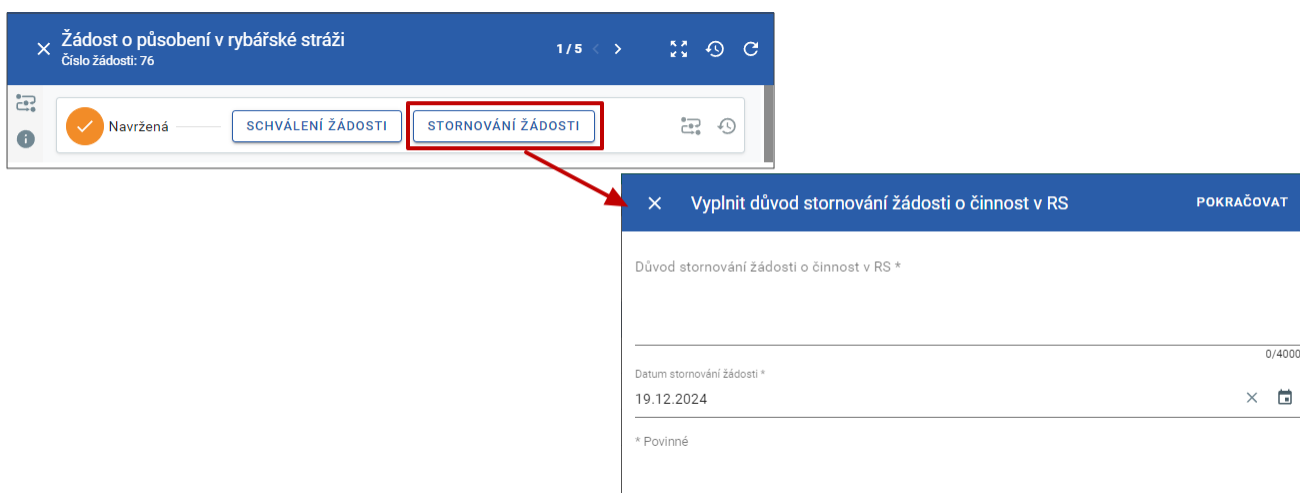 Žádost o působení v rybářské stráži
Číslo žádosti: 76
1 / 5
Navržená
SCHVÁLENÍ ŽÁDOSTI
STORNOVÁNÍ ŽÁDOSTI
Vyplnit důvod stornování žádosti o činnost v RS
POKRAČOVAT
Důvod stornování žádosti o činnost v RS *
0/4000
Datum stornování žádosti *
19.12.2024
* Povinné